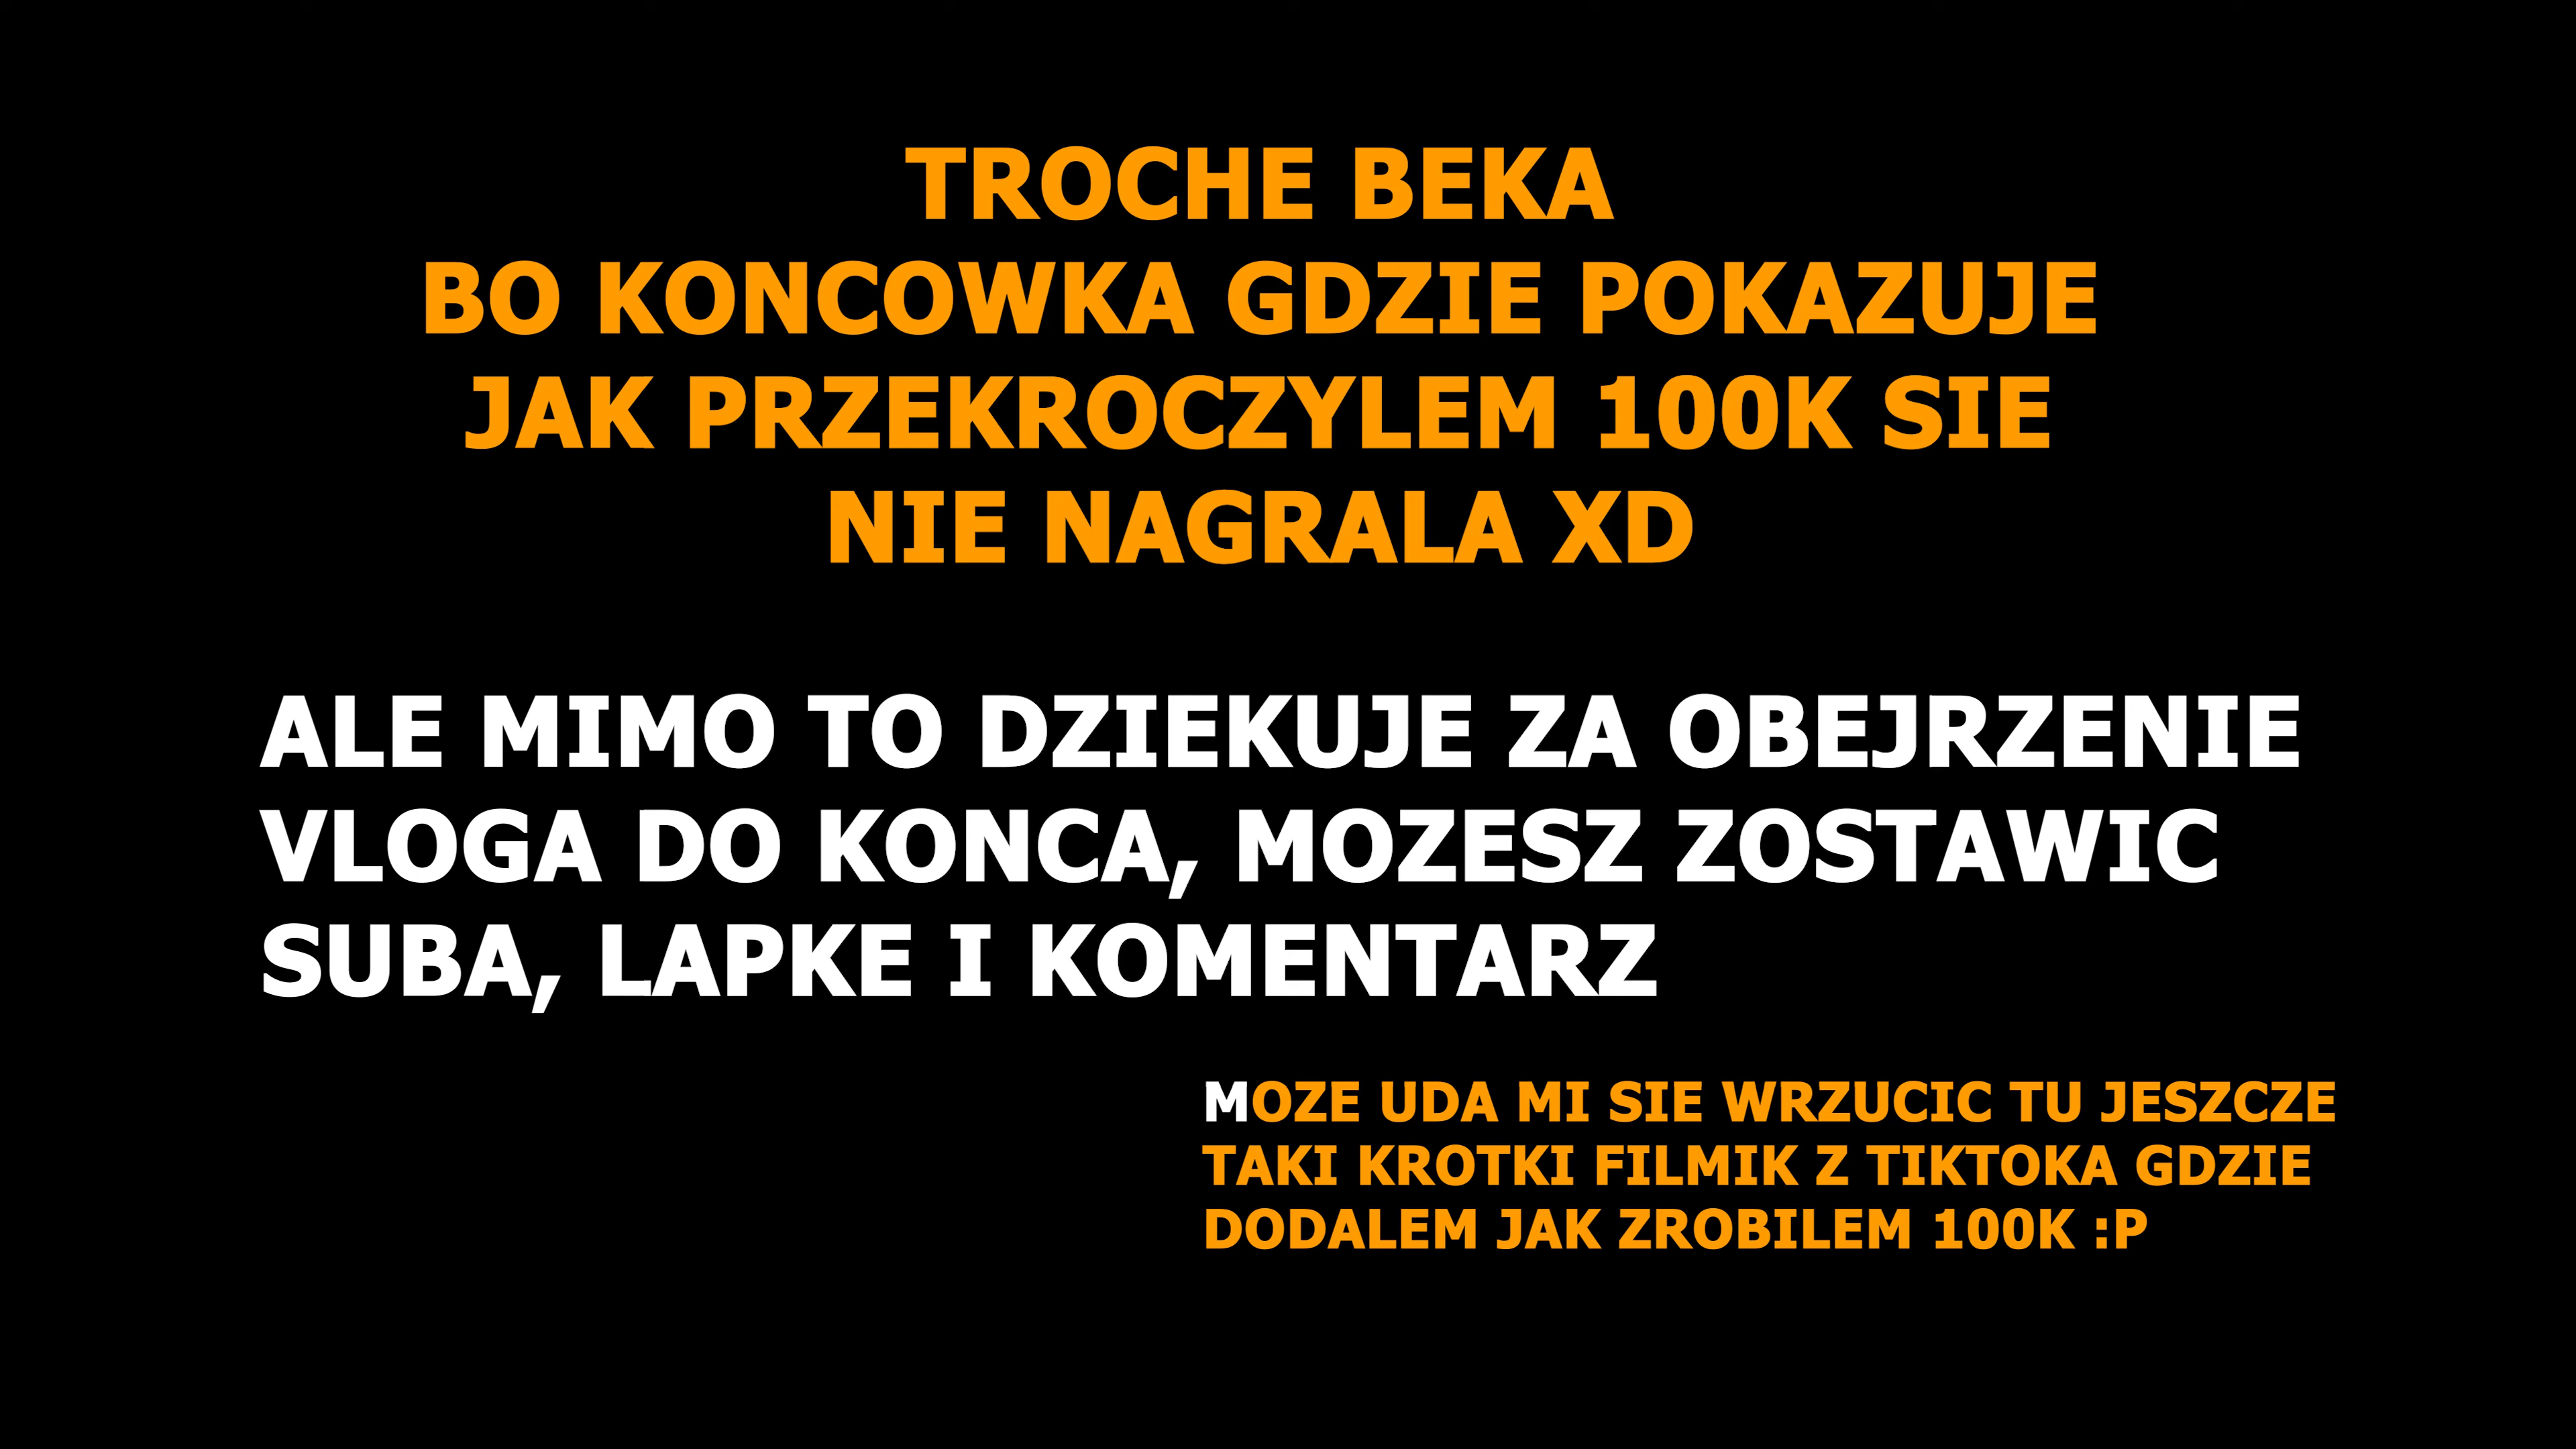 TROCHE BEKA
BO KONCOWKA GDZIE POKAZUJE
JAK PRZEKROCZYLEM 100K SIE
NIE NAGRALA XD
ALE MIMO TO DZIEKUJE ZA OBEJRZENIE
VLOGA DO KONCA, MOZESZ ZOSTAWIC
SUBA, LAPKE I KOMENTARZ
MOZE UDA MI SIE WRZUCIC TU JESZCZE
TAKI KROTKI FILMIK Z TIKTOKA GDZIE
DODALEM JAK ZROBILEM 100K :P